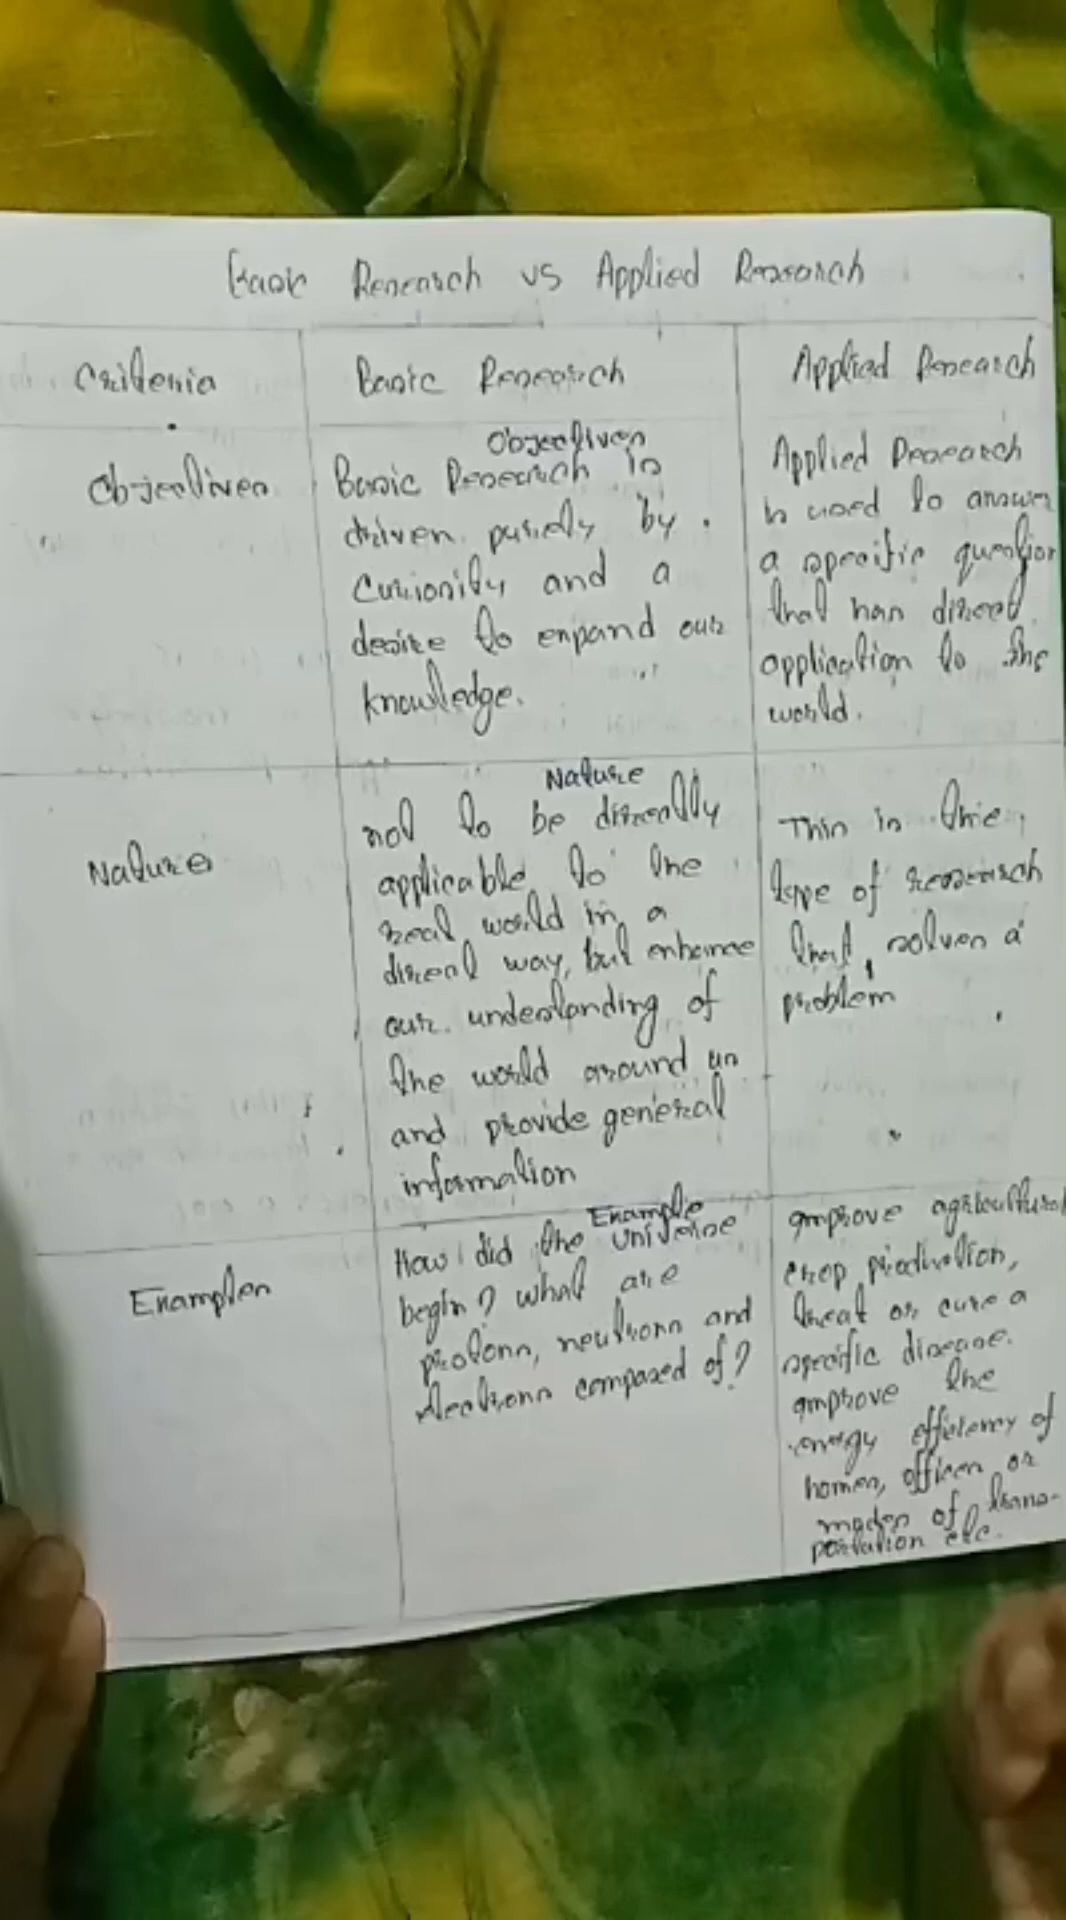 Basic Research vs Applied Research
Criteria
Basic Research
Applied Research
Objectives
Objectives
Basic Research is
driven purely by
curiosity and a
desire to expand our
knowledge.
Applied Research
is used to answer
a specific question
that has direct
application to the
world.
Nature
Nature
not to be directly
applicable to the
real world in a
direct way, but enhance
our understanding of
the world around us
and provide general
information
This is the
type of research
that solves a
problem
Examples
Example
How did the universe
begin? what are
protons, neutrons and
electrons composed of?
improve agricultural
crop production,
treat or cure a
specific disease.
improve the
energy efficiency of
homes, offices or
modes of trans-
portation etc.